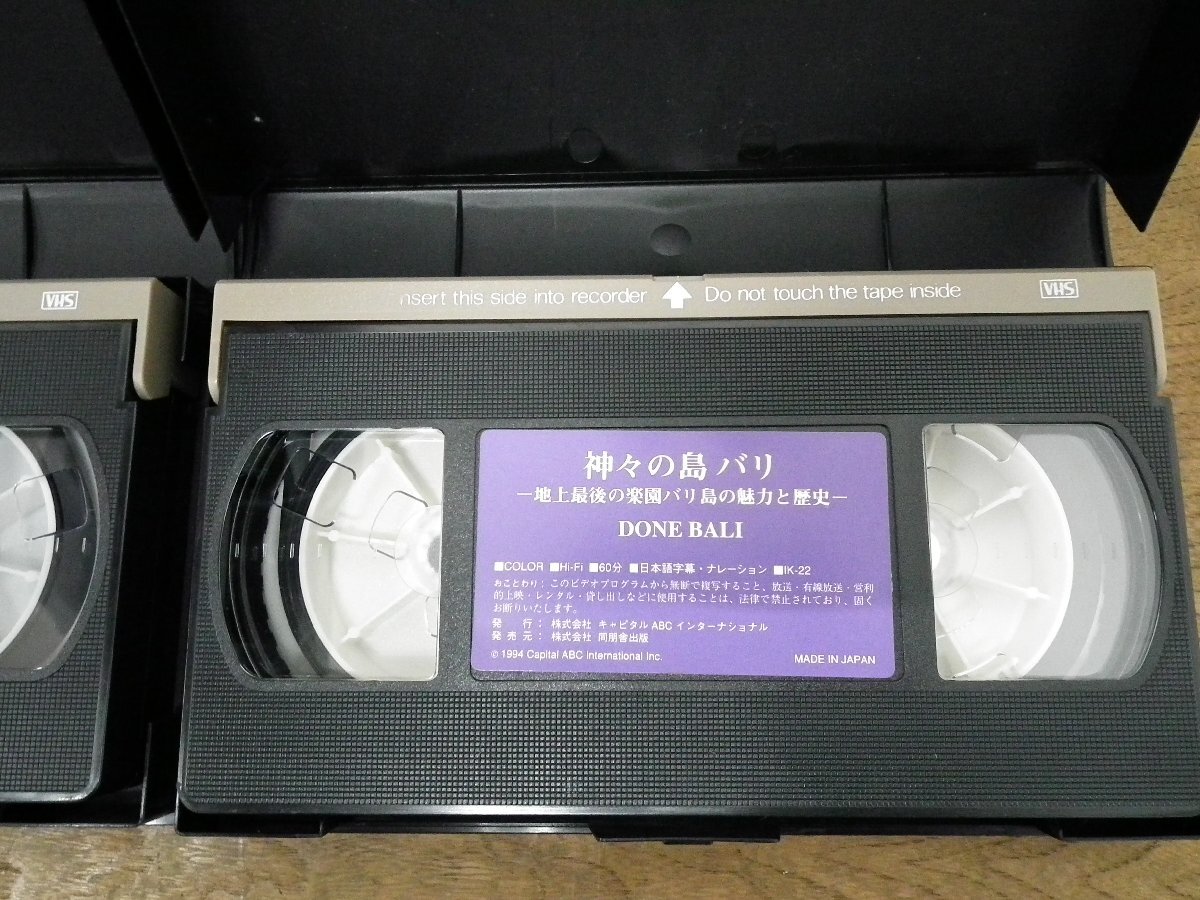 VHS
nsert this side into recorder Do not touch the tape inside VHS
神々の島 バリ
―地上最後の楽園バリ島の魅力と歴史―
DONE BALI
■COLOR ■Hi-Fi ■60分 ■日本語字幕・ナレーション ■IK-22
おことわり：このビデオプログラムから無断で複写すること、放送・有線放送・営利
的上映・レンタル・貸し出しなどに使用することは、法律で禁止されており、固く
お断りいたします。
発 行：株式会社 キャピタル ABC インターナショナル
発 売 元：株式会社 同朋舎出版
© 1994 Capital ABC International Inc. MADE IN JAPAN